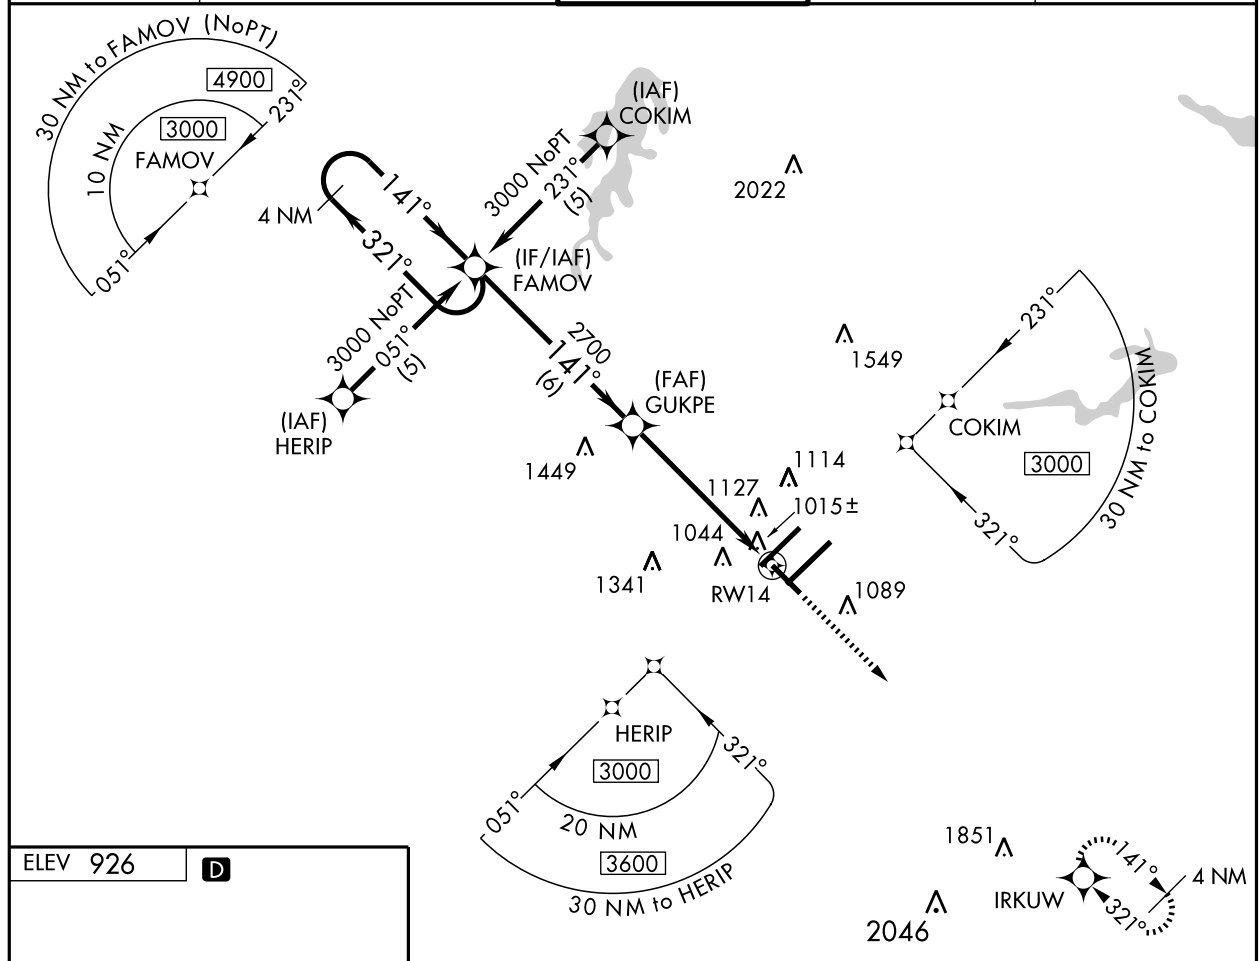 30 NM to FAMOV (NoPT)
4900
231°
10 NM
3000
FAMOV
051°
(IAF)
COKIM
3000 NoPT
231°
(5)
2022
4 NM
141°
321°
(IF/IAF)
FAMOV
3000 NoPT
051°
(5)
(IAF)
HERIP
2700
141°
(6)
(FAF)
GUKPE
1449
1549
231°
COKIM
3000
321°
30 NM to COKIM
1114
1127
1015±
1044
1341
RW14
1089
HERIP
3000
321°
051°
20 NM
3600
30 NM to HERIP
ELEV 926
D
1851
141°
4 NM
IRKUW
321°
2046